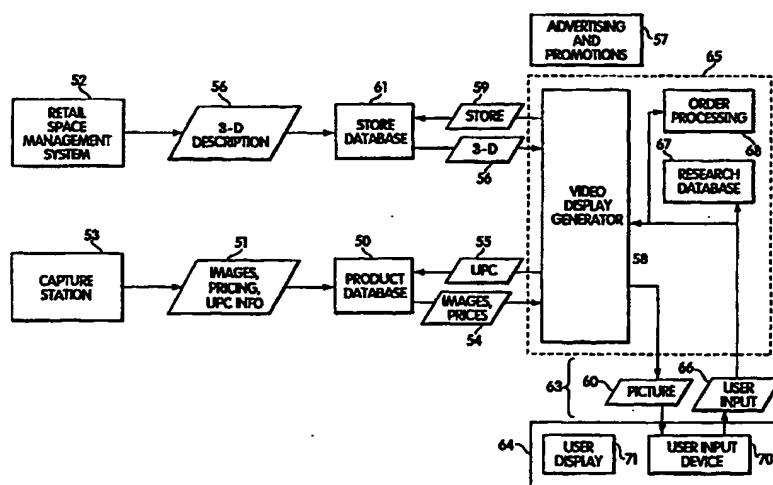 ADVERTISING
AND
PROMOTIONS
57
65
52
RETAIL
SPACE
MANAGEMENT
SYSTEM
56
3-D
DESCRIPTION
61
STORE
DATABASE
59
STORE
3-D
56
VIDEO
DISPLAY
GENERATOR
58
ORDER
PROCESSING
68
67
RESEARCH
DATABASE
53
CAPTURE
STATION
51
IMAGES,
PRICING,
UPC INFO
50
PRODUCT
DATABASE
55
UPC
IMAGES,
PRICES
54
63
60
PICTURE
66
USER
INPUT
64
USER
DISPLAY
71
USER INPUT
DEVICE
70